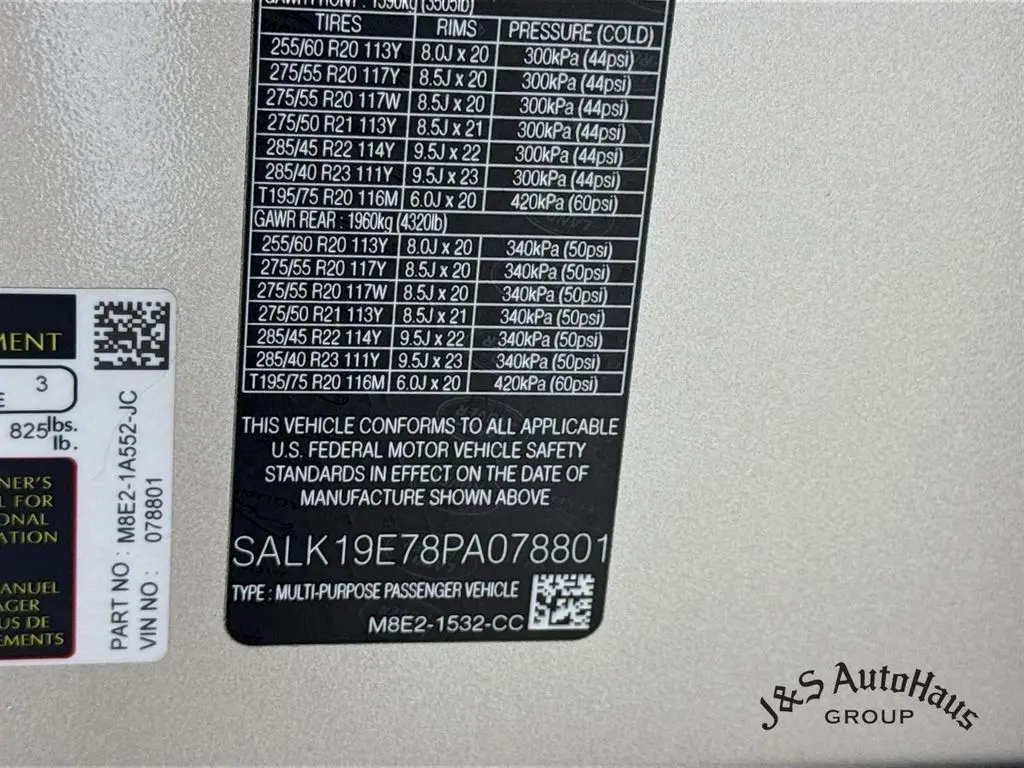 GAWR FRONT : 1590kg (3505lb)
TIRES RIMS PRESSURE (COLD)
255/60 R20 113Y 8.0J x 20 300kPa (44psi)
275/55 R20 117Y 8.5J x 20 300kPa (44psi)
275/55 R20 117W 8.5J x 20 300kPa (44psi)
275/50 R21 113Y 8.5J x 21 300kPa (44psi)
285/45 R22 114Y 9.5J x 22 300kPa (44psi)
285/40 R23 111Y 9.5J x 23 300kPa (44psi)
T195/75 R20 116M 6.0J x 20 420kPa (60psi)
GAWR REAR : 1960kg (4320lb)
255/60 R20 113Y 8.0J x 20 340kPa (50psi)
275/55 R20 117Y 8.5J x 20 340kPa (50psi)
275/55 R20 117W 8.5J x 20 340kPa (50psi)
275/50 R21 113Y 8.5J x 21 340kPa (50psi)
285/45 R22 114Y 9.5J x 22 340kPa (50psi)
285/40 R23 111Y 9.5J x 23 340kPa (50psi)
T195/75 R20 116M 6.0J x 20 420kPa (60psi)
THIS VEHICLE CONFORMS TO ALL APPLICABLE
U.S. FEDERAL MOTOR VEHICLE SAFETY
STANDARDS IN EFFECT ON THE DATE OF
MANUFACTURE SHOWN ABOVE
SALK19E78PA078801
TYPE : MULTI-PURPOSE PASSENGER VEHICLE
M8E2-1532-CC
MENT
E 3
825 lbs.
lb.
NER'S
L FOR
ONAL
ATION
MANUEL
AGER
US DE
EMENTS
PART NO : M8E2-1A552-JC
VIN NO : 078801
J&S AutoHaus
GROUP